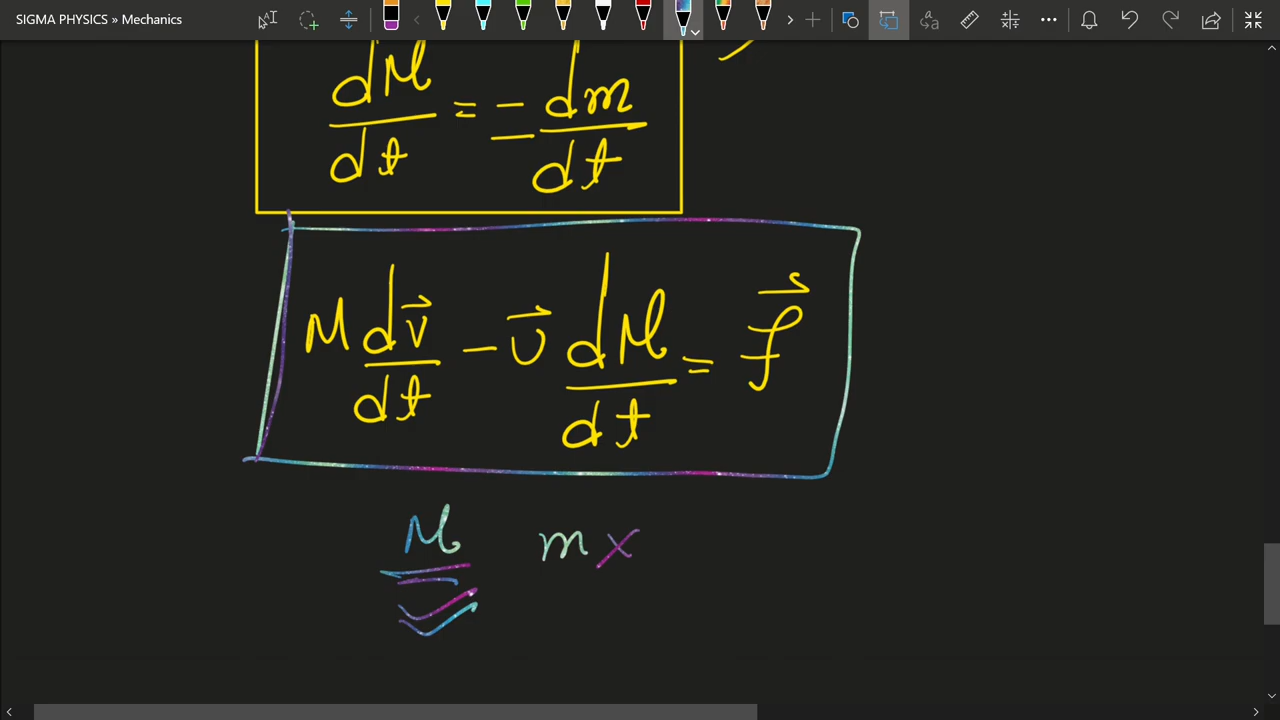 SIGMA PHYSICS » Mechanics
dM/dt = - dm/dt
M dv⃗/dt - υ⃗ dM/dt = f⃗
M m x